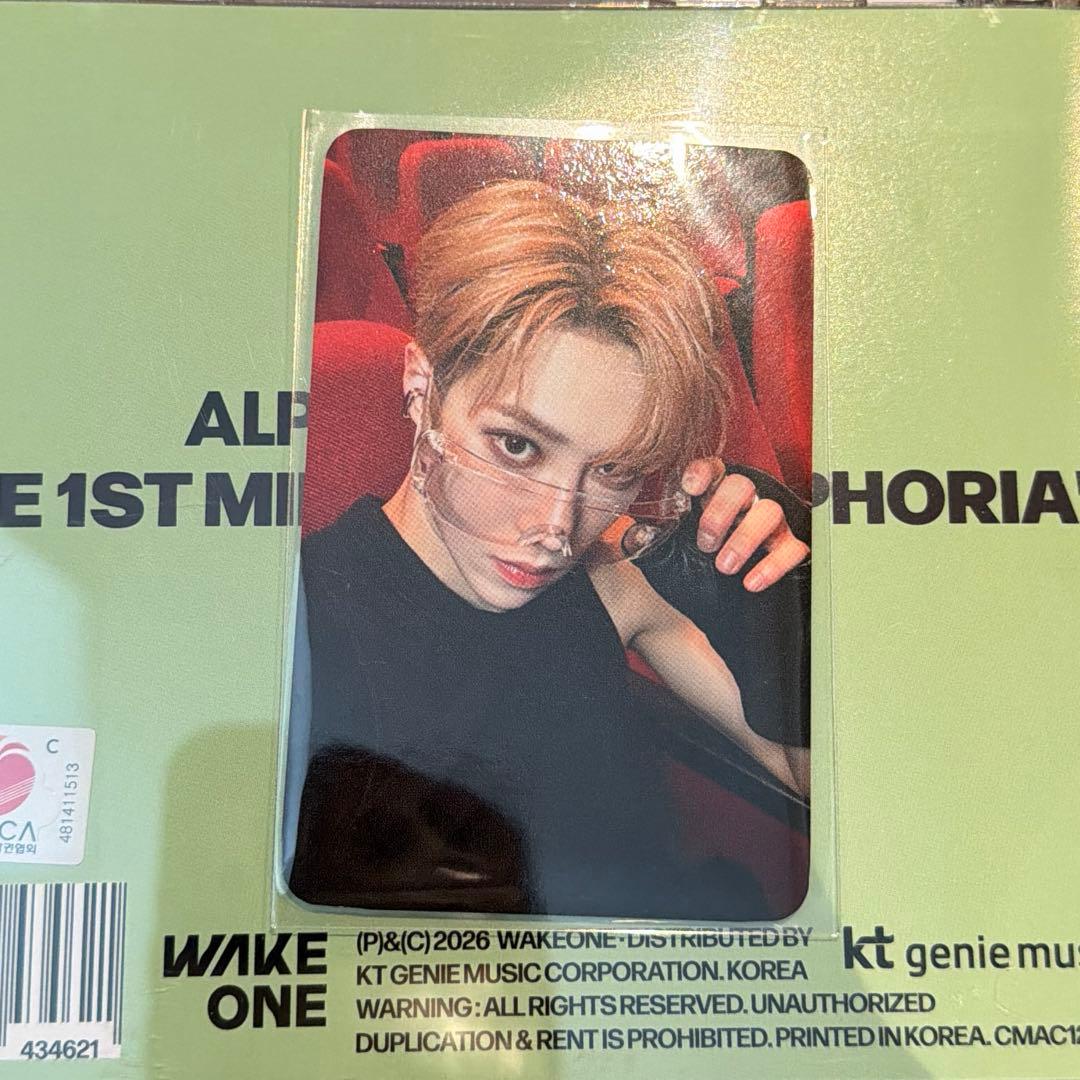 ALP
E 1ST MI
PHORIA'
C
481411513
CA
434621
WAKE
ONE
(P)&(C) 2026 WAKEONE·DISTRIBUTED BY
KT GENIE MUSIC CORPORATION. KOREA
WARNING : ALL RIGHTS RESERVED. UNAUTHORIZED
DUPLICATION & RENT IS PROHIBITED. PRINTED IN KOREA. CMAC12
kt genie mus